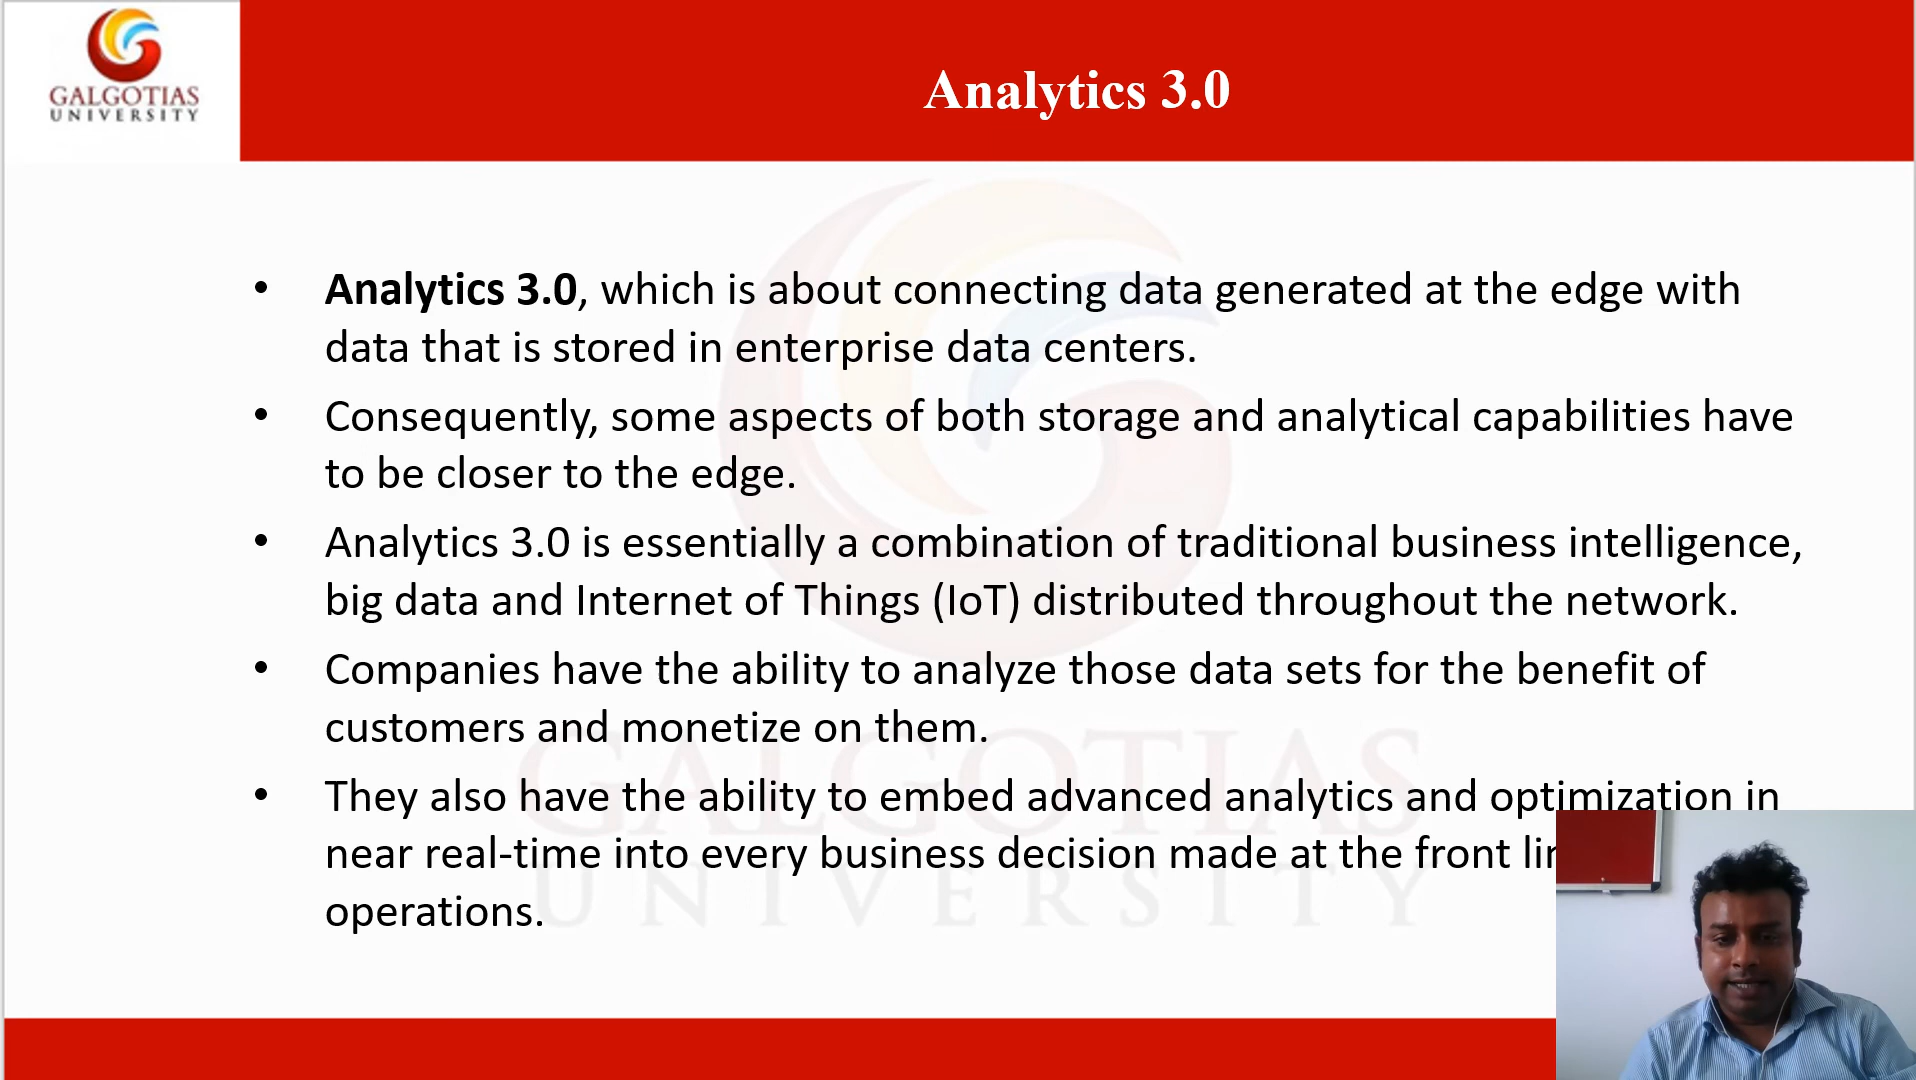 GALGOTIAS
UNIVERSITY
Analytics 3.0
• Analytics 3.0, which is about connecting data generated at the edge with
data that is stored in enterprise data centers.
• Consequently, some aspects of both storage and analytical capabilities have
to be closer to the edge.
• Analytics 3.0 is essentially a combination of traditional business intelligence,
big data and Internet of Things (IoT) distributed throughout the network.
• Companies have the ability to analyze those data sets for the benefit of
customers and monetize on them.
• They also have the ability to embed advanced analytics and optimization in
near real-time into every business decision made at the front
operations.
GALGOTIAS
UNIVERSITY